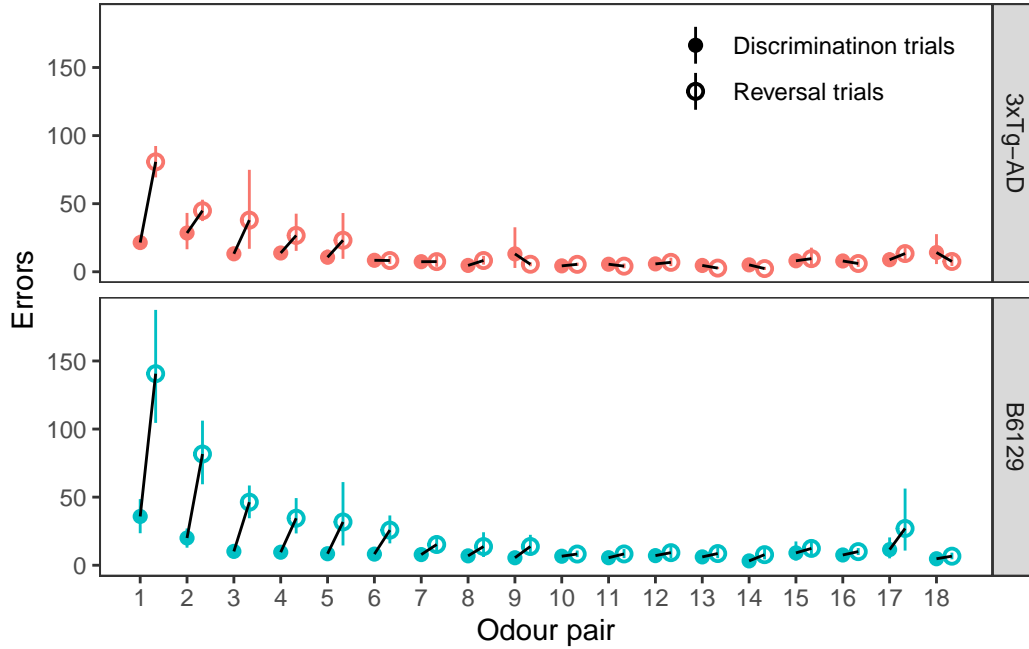 Errors
150
100
50
0
Discriminatinon trials
Reversal trials
3xTg−AD
150
100
50
0
B6129
1 2 3 4 5 6 7 8 9 10 11 12 13 14 15 16 17 18
Odour pair